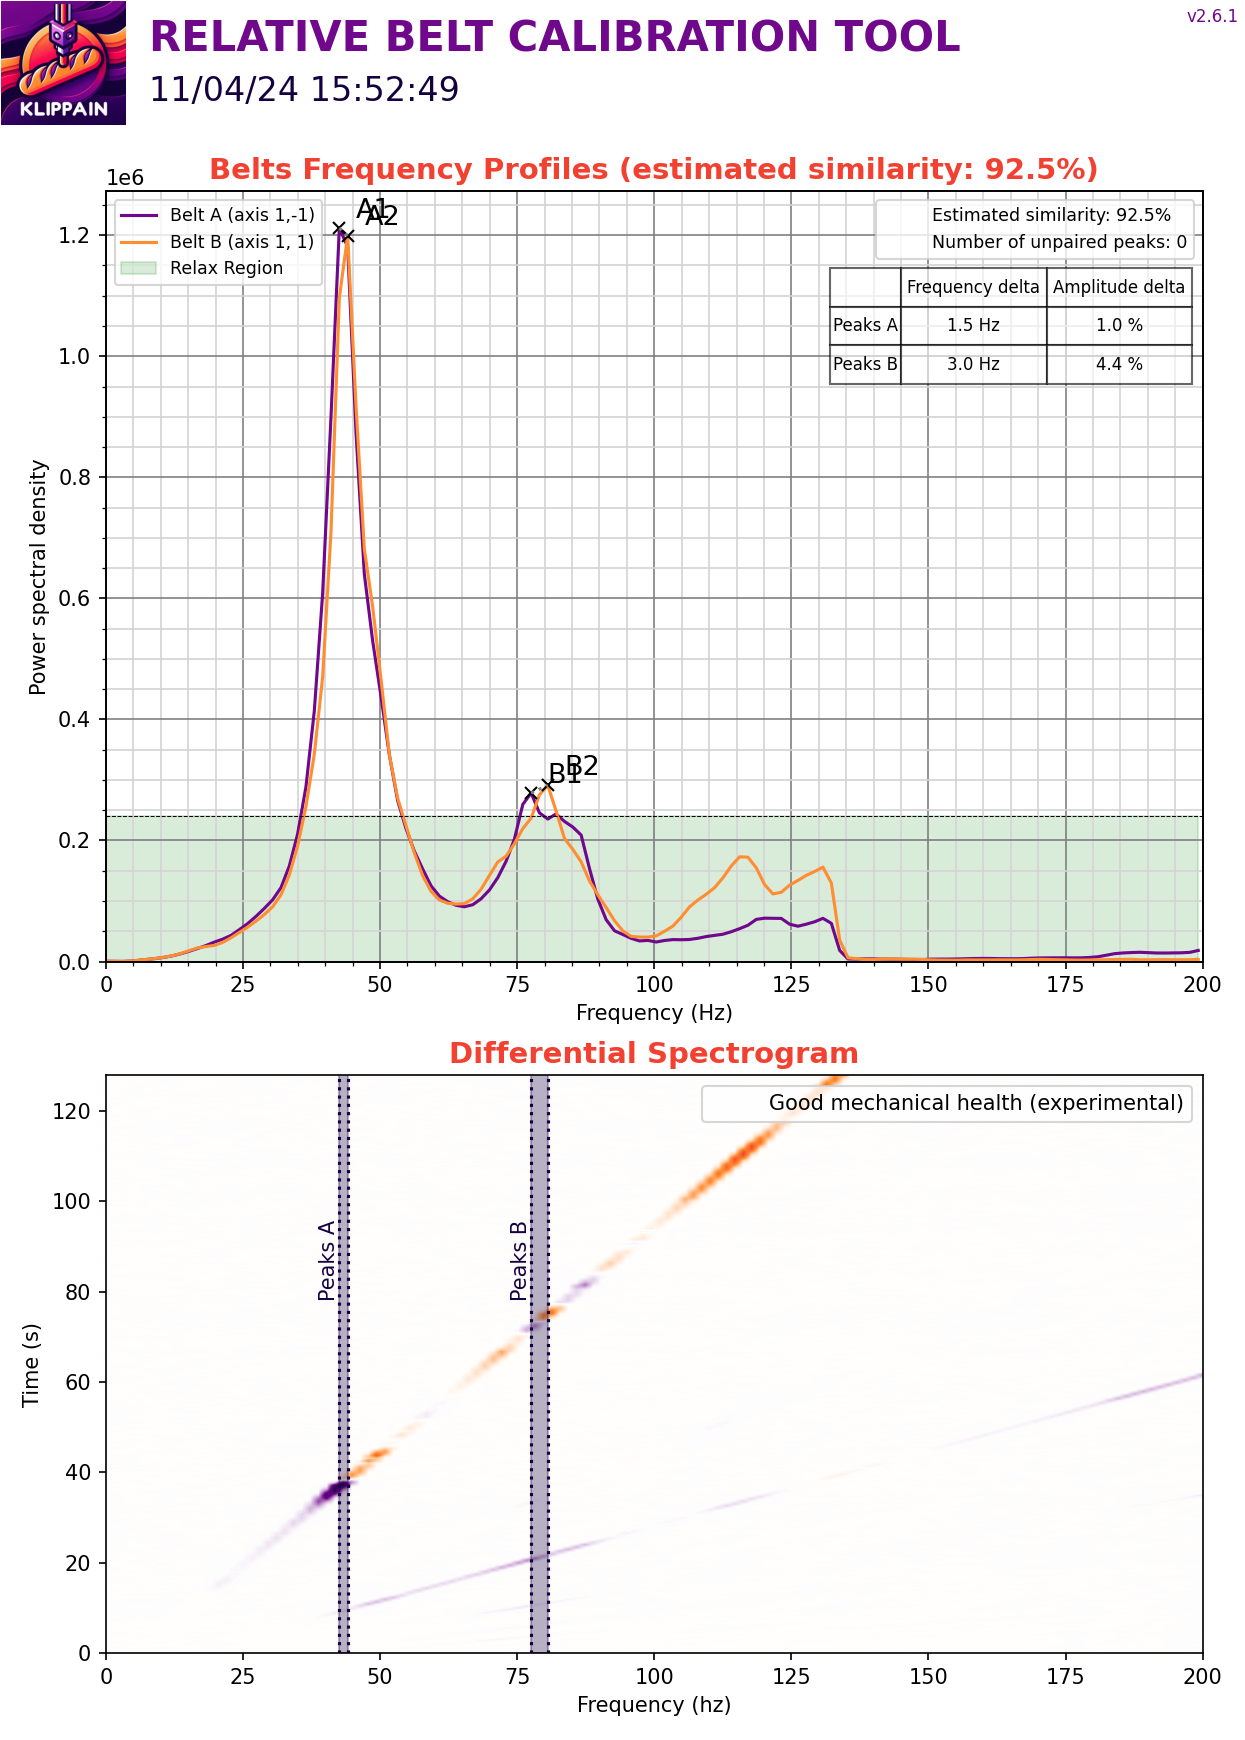 KLIPPAIN
RELATIVE BELT CALIBRATION TOOL
11/04/24 15:52:49
v2.6.1
Belts Frequency Profiles (estimated similarity: 92.5%)
1e6
Belt A (axis 1,-1)
Belt B (axis 1, 1)
Relax Region
A1
A2
Estimated similarity: 92.5%
Number of unpaired peaks: 0
Frequency delta Amplitude delta
Peaks A 1.5 Hz 1.0 %
Peaks B 3.0 Hz 4.4 %
B1
B2
Power spectral density
1.2
1.0
0.8
0.6
0.4
0.2
0.0
0 25 50 75 100 125 150 175 200
Frequency (Hz)
Differential Spectrogram
Good mechanical health (experimental)
Peaks A
Peaks B
Time (s)
120
100
80
60
40
20
0
0 25 50 75 100 125 150 175 200
Frequency (hz)